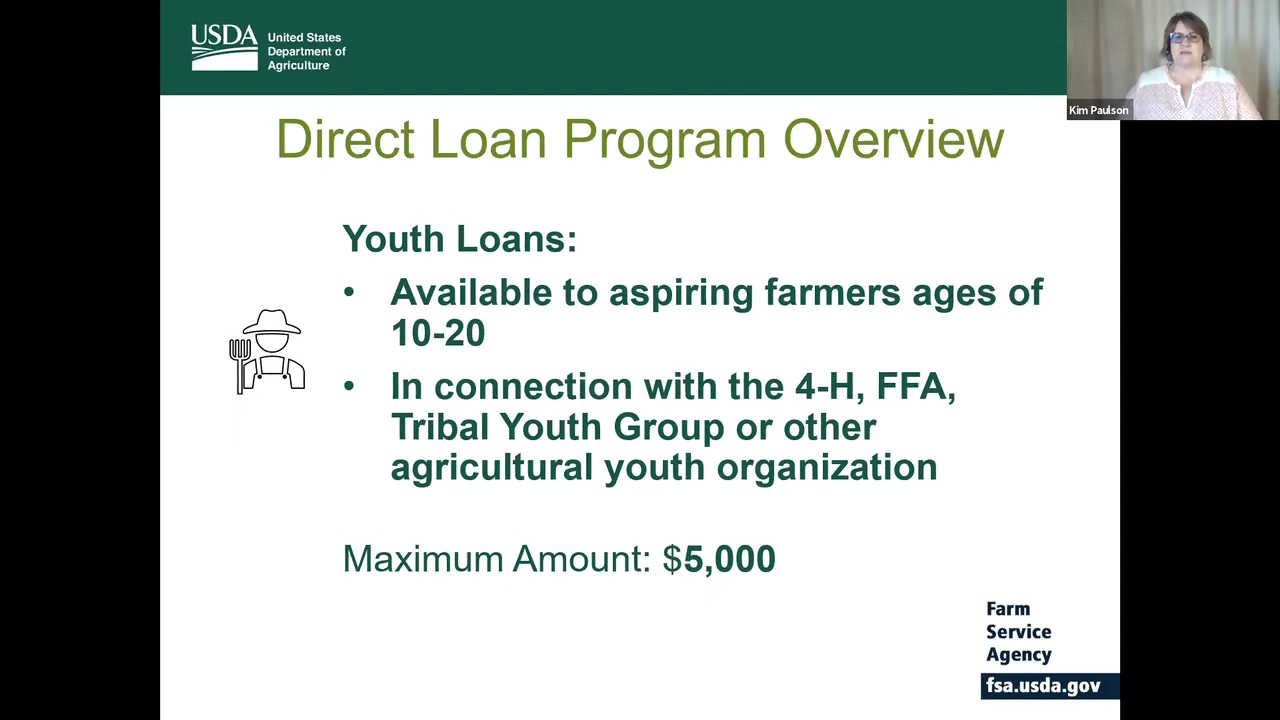 USDA
United States
Department of
Agriculture
Kim Paulson
Direct Loan Program Overview
Youth Loans:
• Available to aspiring farmers ages of
10-20
• In connection with the 4-H, FFA,
Tribal Youth Group or other
agricultural youth organization
Maximum Amount: $5,000
Farm
Service
Agency
fsa.usda.gov